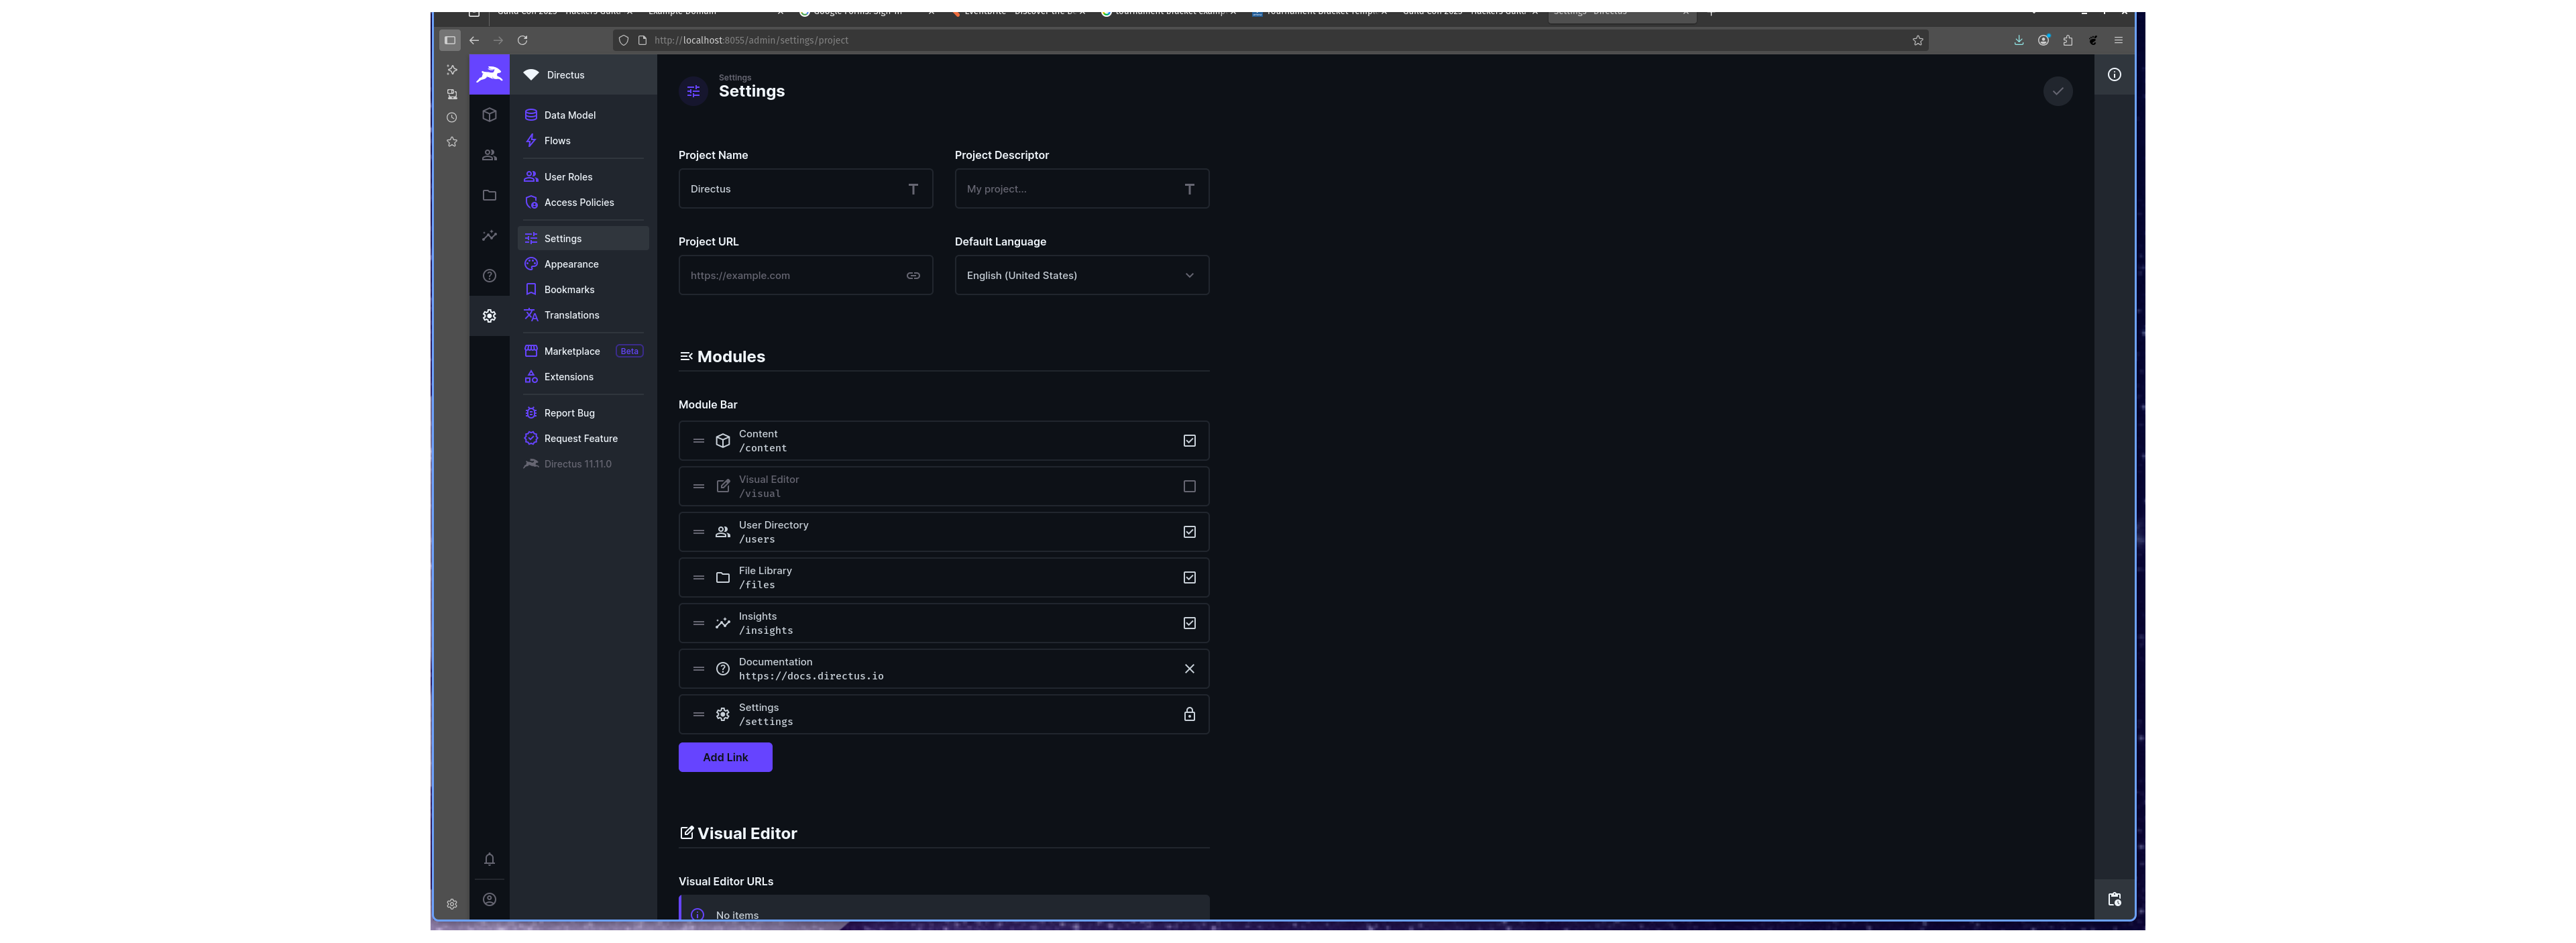 http://localhost:8055/admin/settings/project
Directus
Data Model
Flows
User Roles
Access Policies
Settings
Appearance
Bookmarks
Translations
Marketplace Beta
Extensions
Report Bug
Request Feature
Directus 11.11.0
Settings
Settings
Project Name
Directus
Project Descriptor
My project...
Project URL
https://example.com
Default Language
English (United States)
Modules
Module Bar
Content
/content
Visual Editor
/visual
User Directory
/users
File Library
/files
Insights
/insights
Documentation
https://docs.directus.io
Settings
/settings
Add Link
Visual Editor
Visual Editor URLs
No items